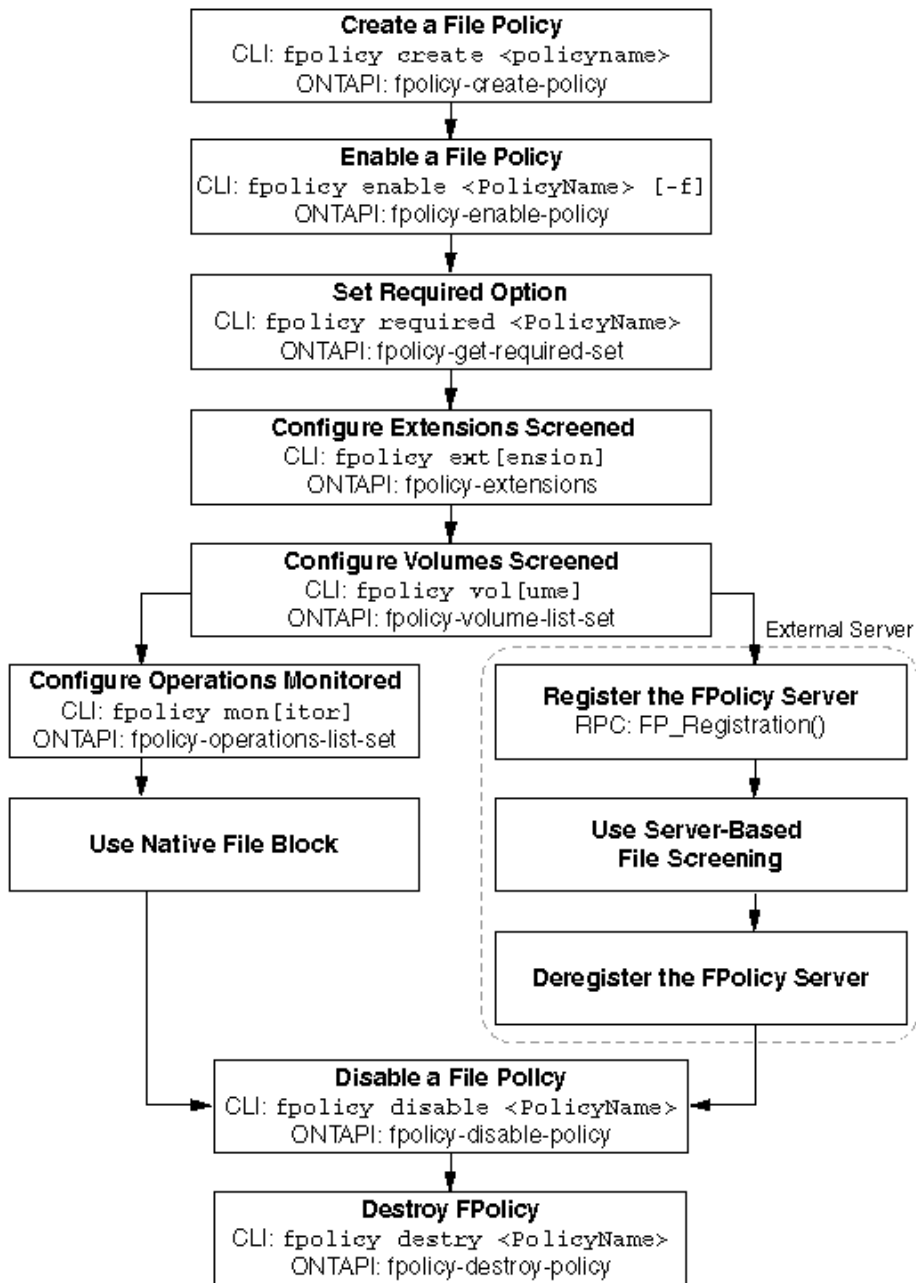 Create a File Policy
CLI: fpolicy create <policyname>
ONTAPI: fpolicy-create-policy
Enable a File Policy
CLI: fpolicy enable <PolicyName> [-f]
ONTAPI: fpolicy-enable-policy
Set Required Option
CLI: fpolicy required <PolicyName>
ONTAPI: fpolicy-get-required-set
Configure Extensions Screened
CLI: fpolicy ext[ension]
ONTAPI: fpolicy-extensions
Configure Volumes Screened
CLI: fpolicy vol[ume]
ONTAPI: fpolicy-volume-list-set
Configure Operations Monitored
CLI: fpolicy mon[itor]
ONTAPI: fpolicy-operations-list-set
Use Native File Block
External Server
Register the FPolicy Server
RPC: FP_Registration()
Use Server-Based
File Screening
Deregister the FPolicy Server
Disable a File Policy
CLI: fpolicy disable <PolicyName>
ONTAPI: fpolicy-disable-policy
Destroy FPolicy
CLI: fpolicy destry <PolicyName>
ONTAPI: fpolicy-destroy-policy